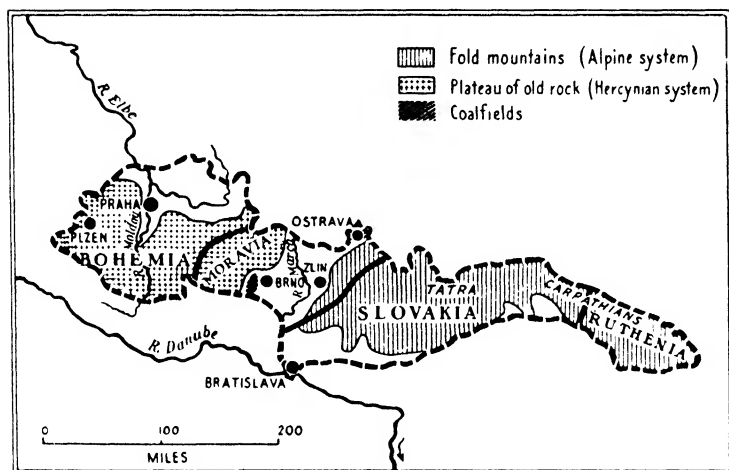 Fold mountains (Alpine system)
Plateau of old rock (Hercynian system)
Coalfields
R. Elbe
PRAHA
PLZEN
R. Moldau
BOHEMIA
MORAVIA
OSTRAVA
ZLIN
BRNO
TATRA
SLOVAKIA
CARPATHIANS
RUTHENIA
R. Danube
BRATISLAVA
0 100 200
MILES